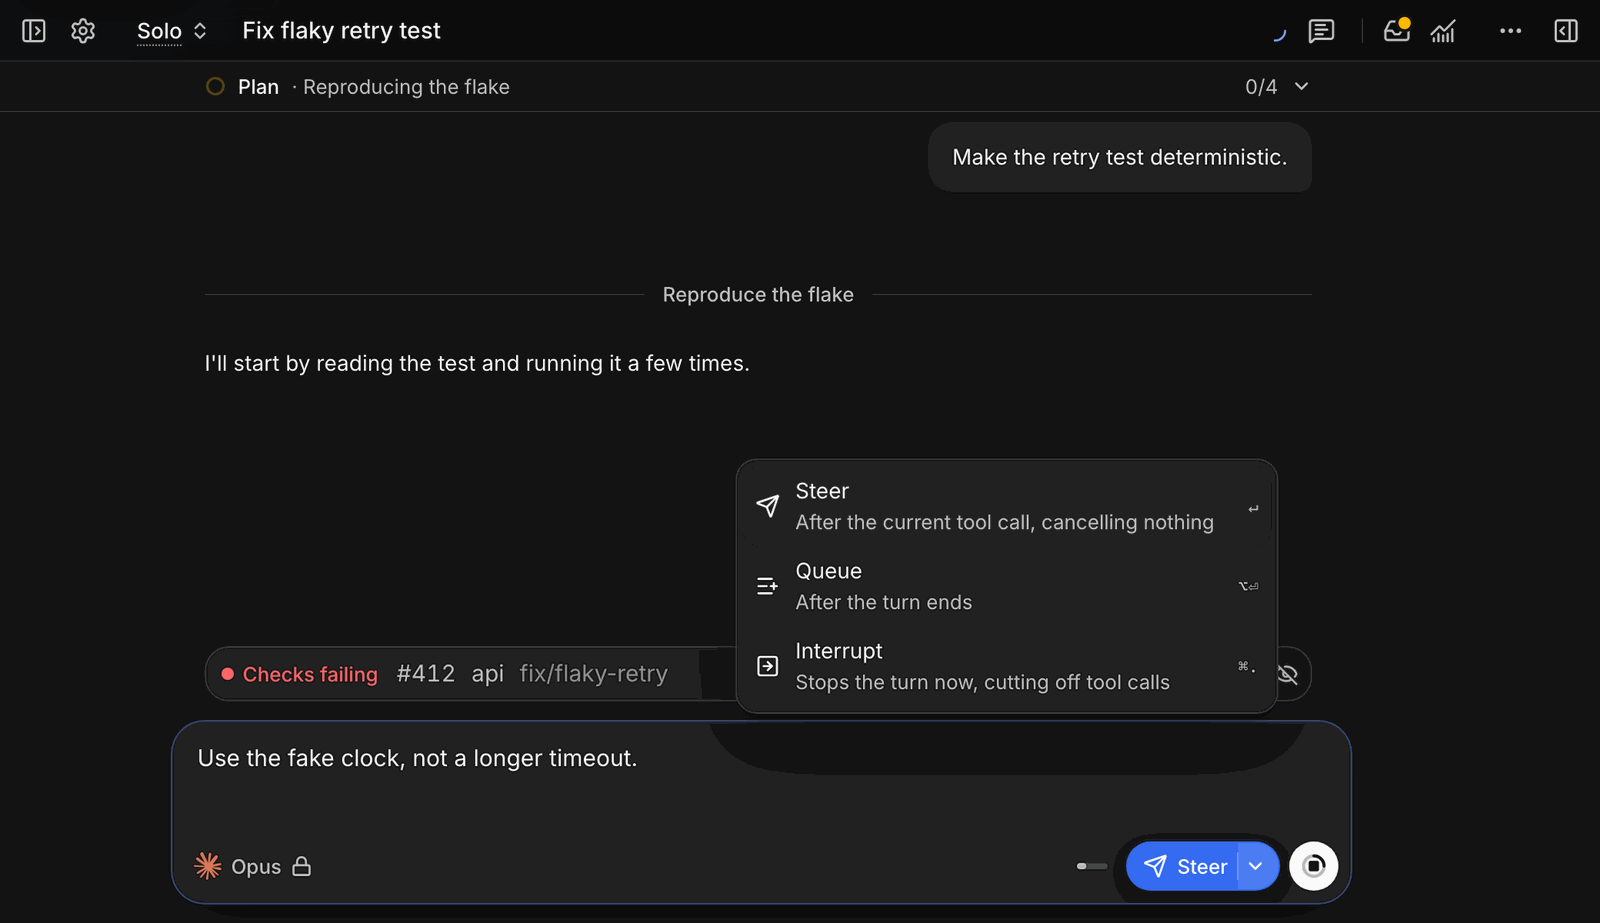 Solo
Fix flaky retry test
Plan · Reproducing the flake
0/4
Make the retry test deterministic.
Reproduce the flake
I'll start by reading the test and running it a few times.
Steer
After the current tool call, cancelling nothing
↵
Queue
After the turn ends
⌥⏎
Interrupt
Stops the turn now, cutting off tool calls
⌘.
Checks failing #412 api fix/flaky-retry
Use the fake clock, not a longer timeout.
Opus
Steer